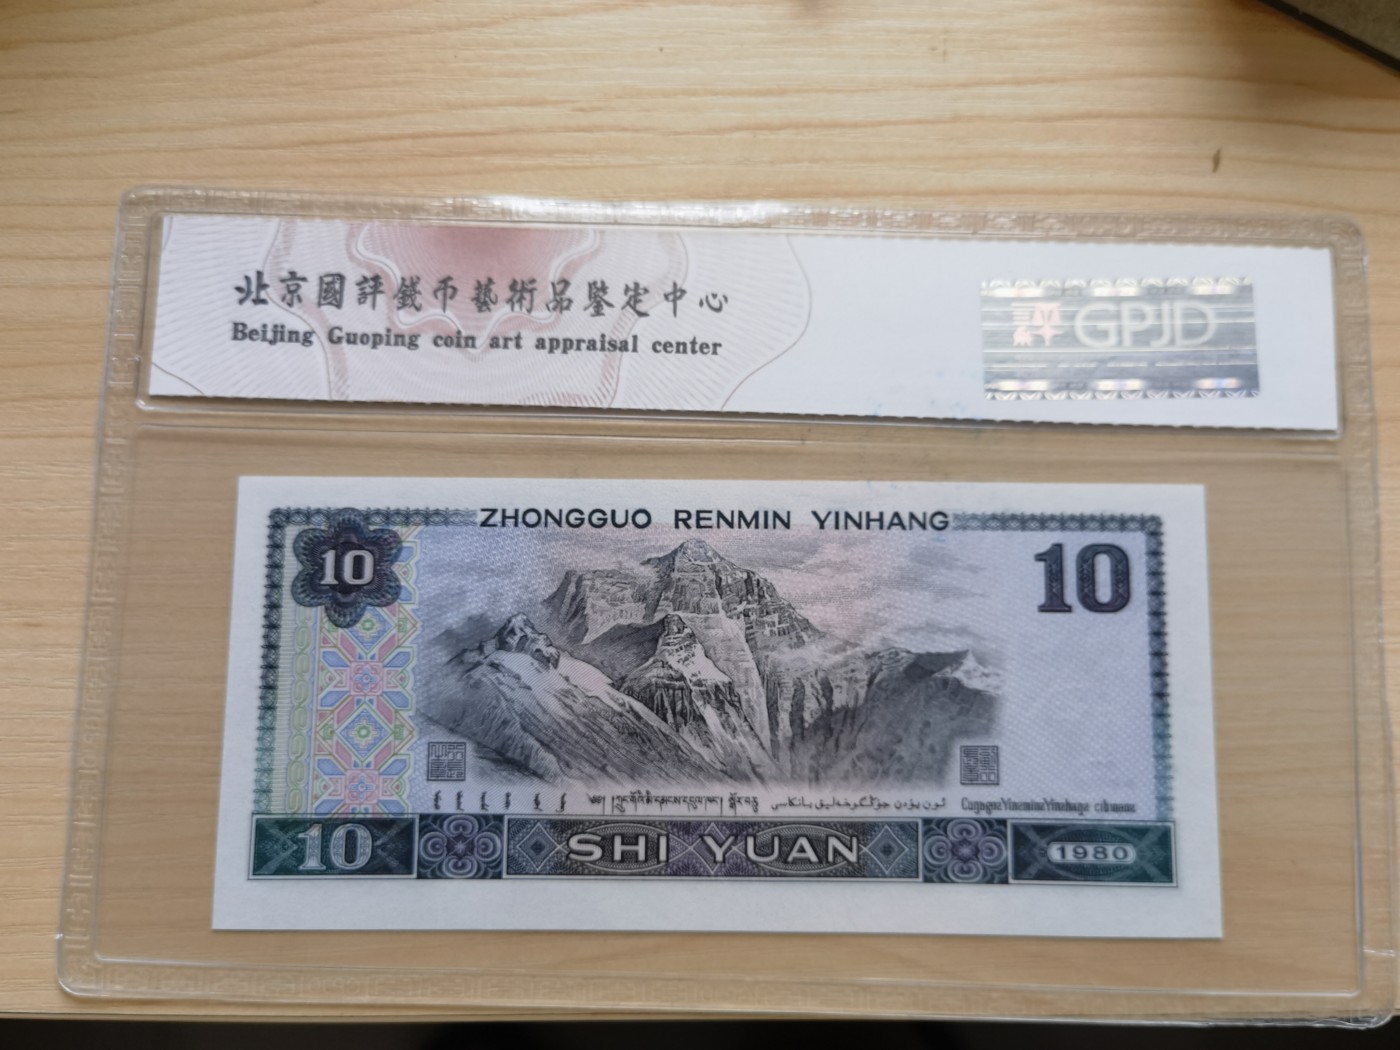 北京國評錢币藝術品鑒定中心
Beijing Guoping coin art appraisal center
評 GPJD
ZHONGGUO RENMIN YINHANG
10
10
10
SHI YUAN
1980